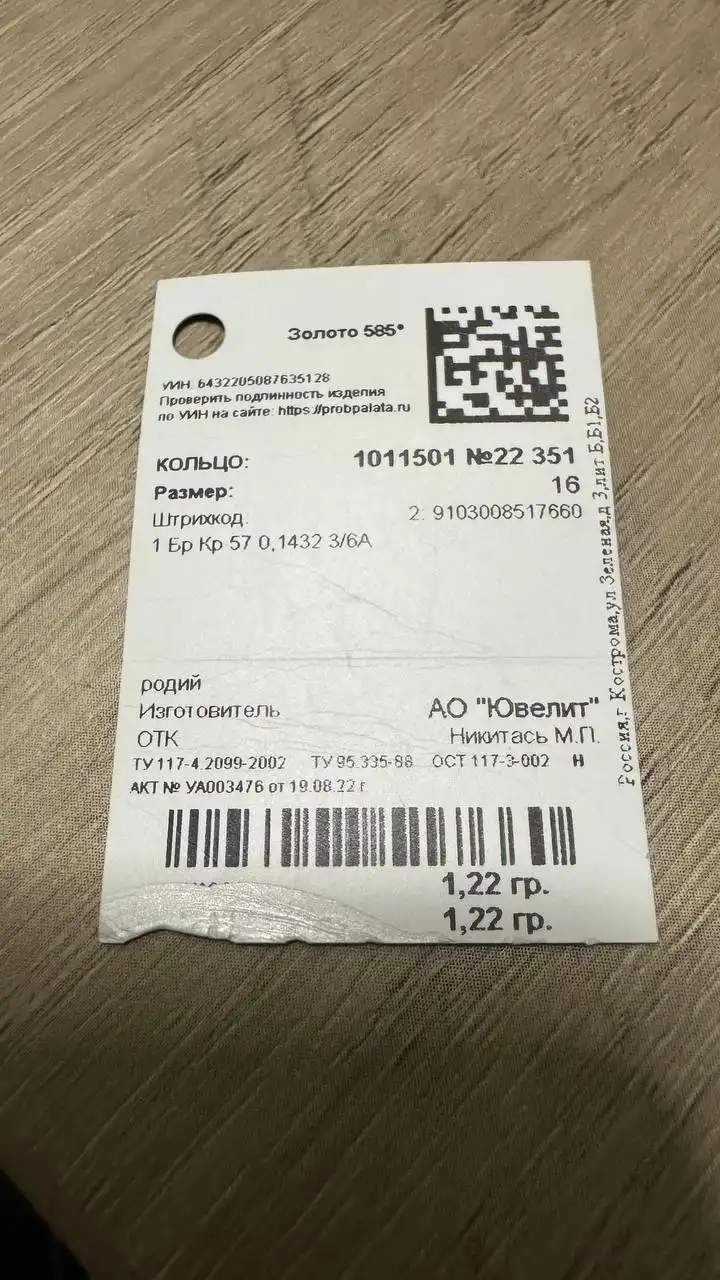 Золото 585*
УИН: 6432205087635128
Проверить подлинность изделия
по УИН на сайте: https://probpalata.ru
КОЛЬЦО: 1011501 №22 351
Размер: 16
Штрихкод. 2: 9103008517660
1 Бр Кр 57 0,1432 3/6А
родий
Изготовитель АО "Ювелит"
ОТК Никитась М.П.
ТУ 117-4.2099-2002 ТУ 95.335-88 ОСТ 117-3-002 Н
АКТ № УА003476 от 19.08.22 г.
1,22 гр.
1,22 гр.
Россия,г Кострома,ул Зеленая,д 3,лит Б,Б1,Б2